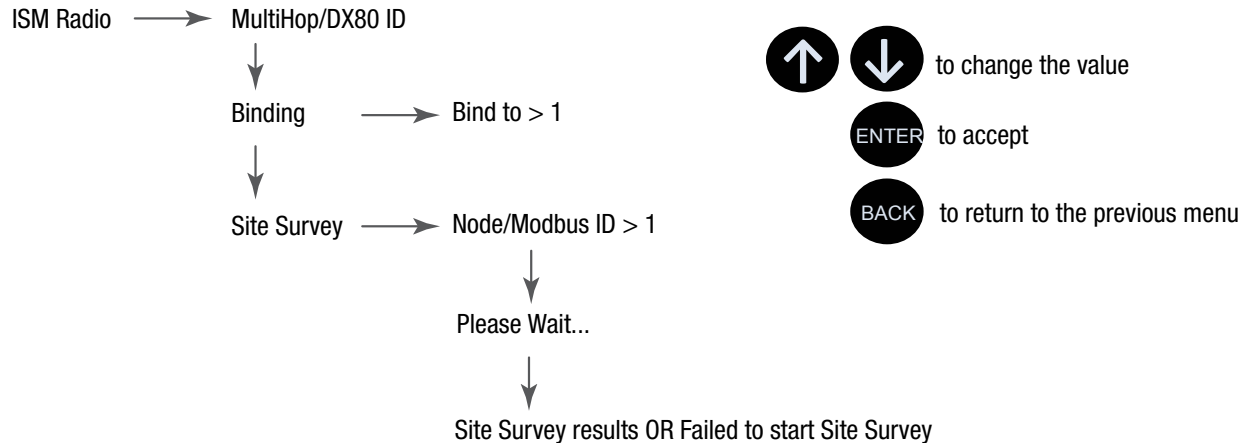 ISM Radio
MultiHop/DX80 ID
Binding
Bind to > 1
Site Survey
Node/Modbus ID > 1
Please Wait...
Site Survey results OR Failed to start Site Survey
to change the value
ENTER
to accept
BACK
to return to the previous menu